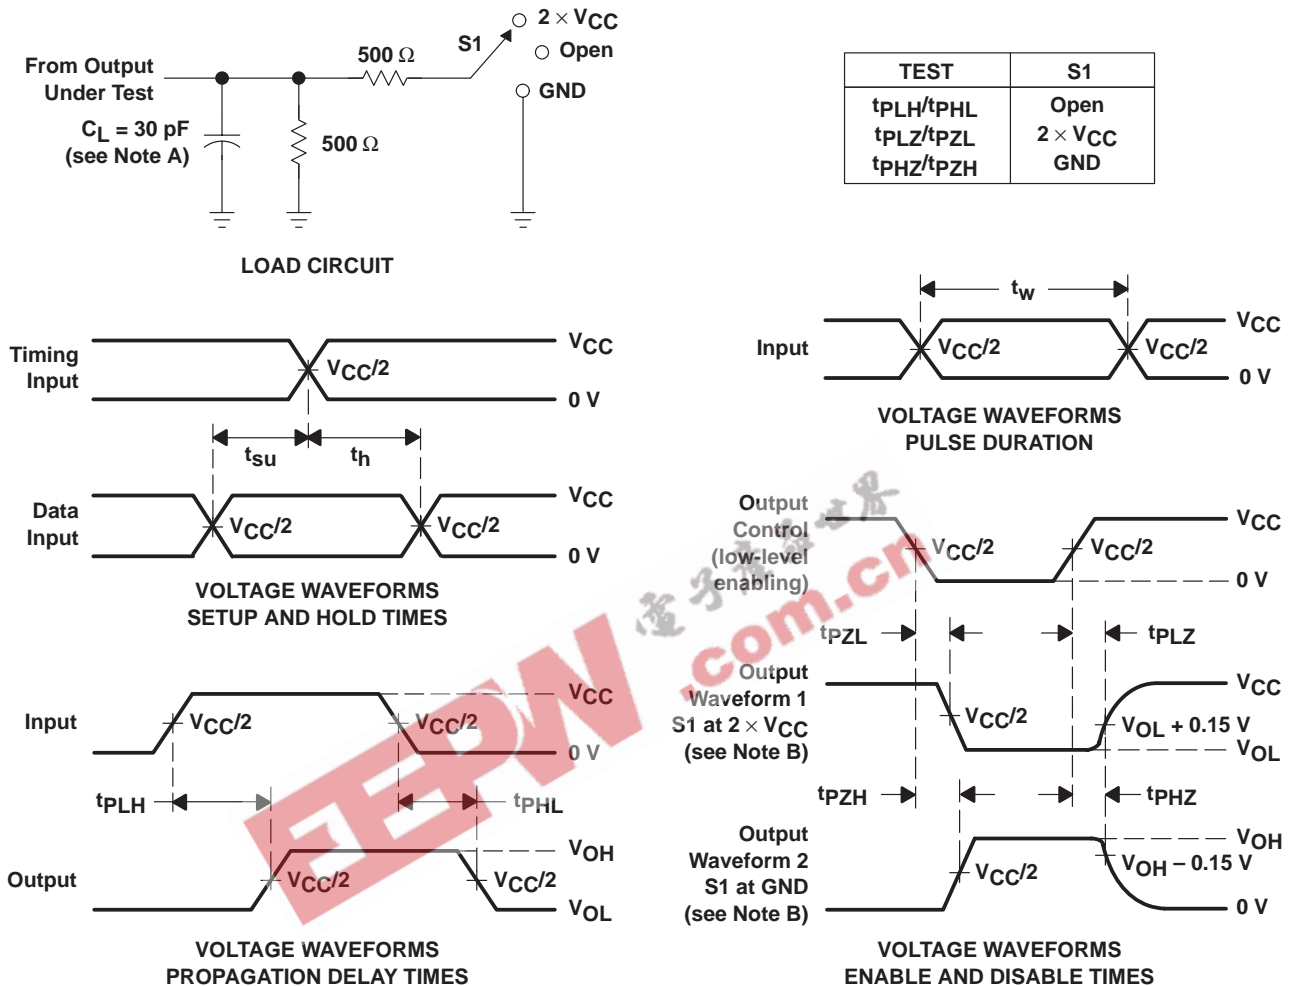 2 × VCC
S1
Open
500 Ω
From Output
Under Test
GND
CL = 30 pF
(see Note A)
500 Ω
LOAD CIRCUIT
TEST S1
tPLH/tPHL Open
tPLZ/tPZL 2 × VCC
tPHZ/tPZH GND
tw
Input
VCC/2
VCC/2
VCC
0 V
VOLTAGE WAVEFORMS
PULSE DURATION
Timing
Input
VCC/2
VCC
0 V
tsu
th
Data
Input
VCC/2
VCC/2
VCC
0 V
VOLTAGE WAVEFORMS
SETUP AND HOLD TIMES
Input
VCC/2
VCC/2
VCC
0 V
tPLH
tPHL
Output
VCC/2
VCC/2
VOH
VOL
VOLTAGE WAVEFORMS
PROPAGATION DELAY TIMES
Output
Control
(low-level
enabling)
VCC/2
VCC/2
VCC
0 V
tPZL
tPLZ
Output
Waveform 1
S1 at 2 × VCC
(see Note B)
VCC/2
VCC
VOL + 0.15 V
VOL
tPZH
tPHZ
Output
Waveform 2
S1 at GND
(see Note B)
VCC/2
VOH
VOH – 0.15 V
0 V
VOLTAGE WAVEFORMS
ENABLE AND DISABLE TIMES
EEPW
.com.cn
電子產品世界